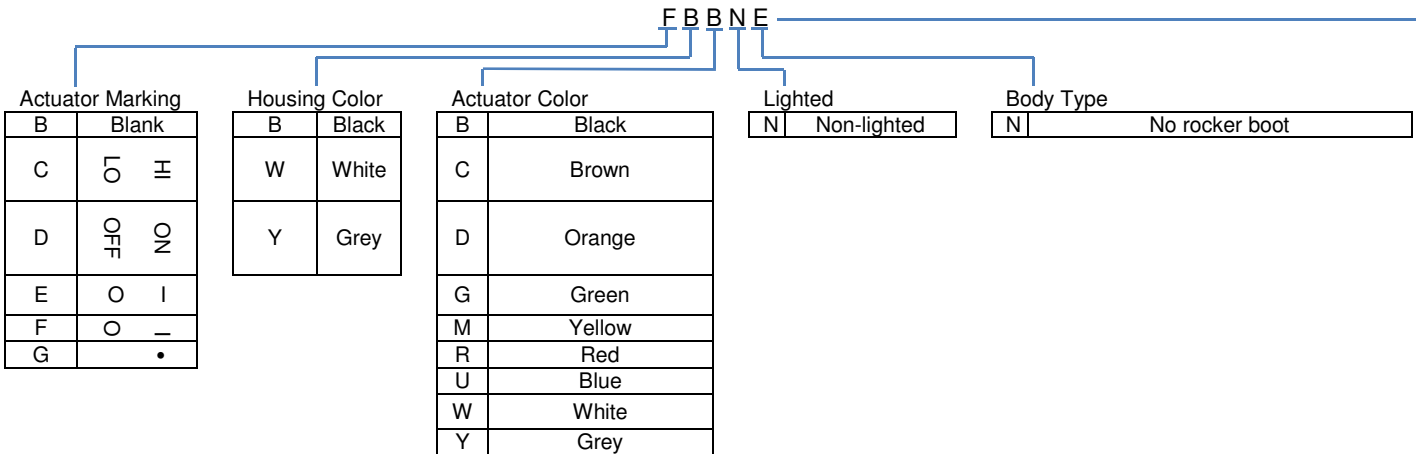 F B B N E
Actuator Marking
B Blank
C LO HI
D OFF ON
E O I
F O I
G •
Housing Color
B Black
W White
Y Grey
Actuator Color
B Black
C Brown
D Orange
G Green
M Yellow
R Red
U Blue
W White
Y Grey
Lighted
N Non-lighted
Body Type
N No rocker boot